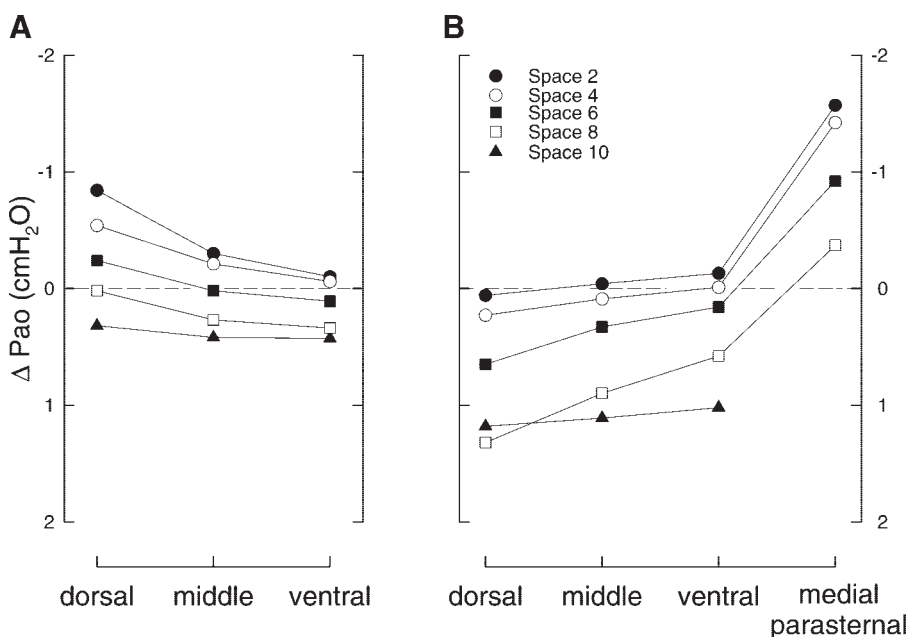 A
B
-2
-1
0
1
2
Δ Pao (cmH2O)
dorsal
middle
ventral
Space 2
Space 4
Space 6
Space 8
Space 10
-2
-1
0
1
2
dorsal
middle
ventral
medial
parasternal